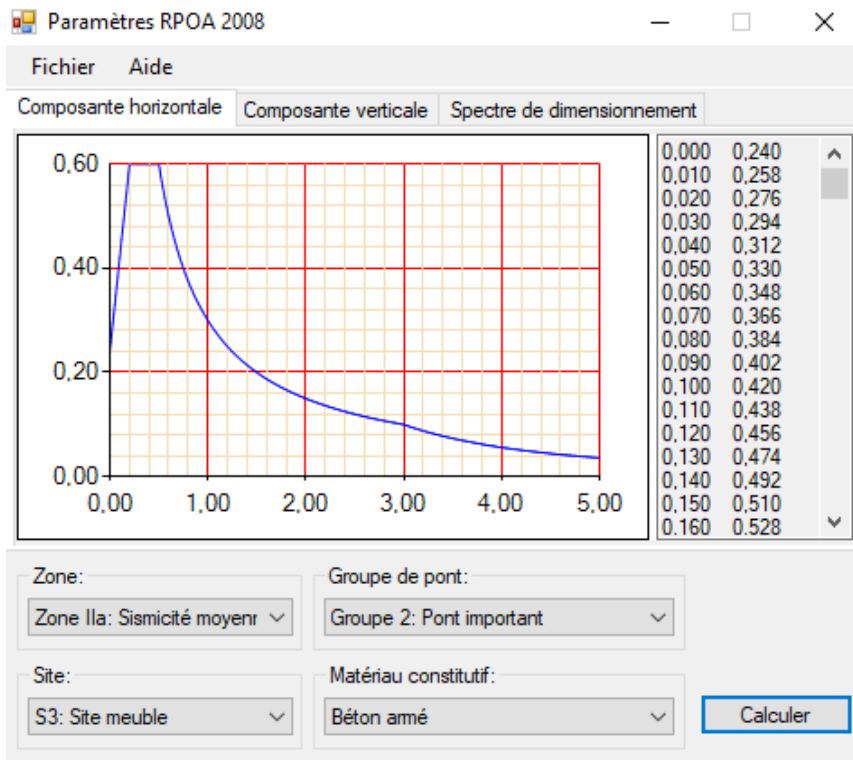 Paramètres RPOA 2008
Fichier Aide
Composante horizontale Composante verticale Spectre de dimensionnement
0,60
0,40
0,20
0,00
0,00 1,00 2,00 3,00 4,00 5,00
0,000 0,240
0,010 0,258
0,020 0,276
0,030 0,294
0,040 0,312
0,050 0,330
0,060 0,348
0,070 0,366
0,080 0,384
0,090 0,402
0,100 0,420
0,110 0,438
0,120 0,456
0,130 0,474
0,140 0,492
0,150 0,510
0,160 0,528
Zone: Groupe de pont:
Zone IIa: Sismicité moyenr Groupe 2: Pont important
Site: Matériau constitutif:
S3: Site meuble Béton armé Calculer